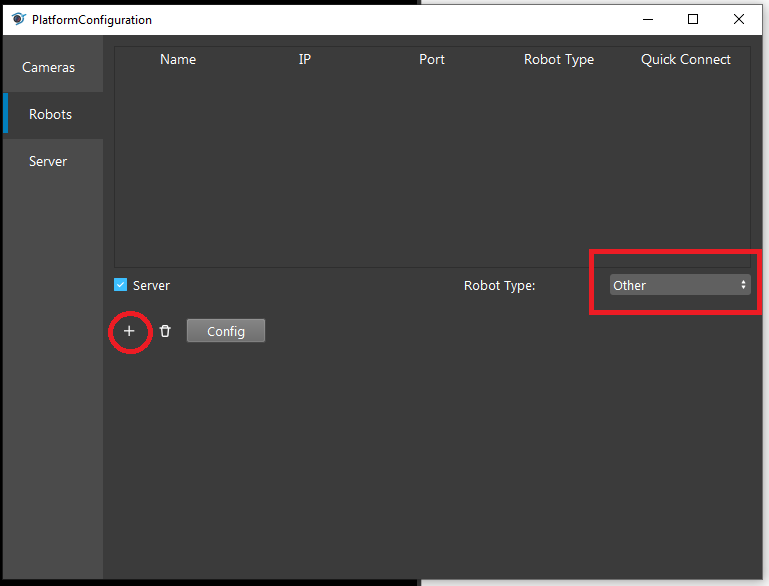 PlatformConfiguration
Cameras
Robots
Server
Name IP Port Robot Type Quick Connect
Server Robot Type: Other
Config